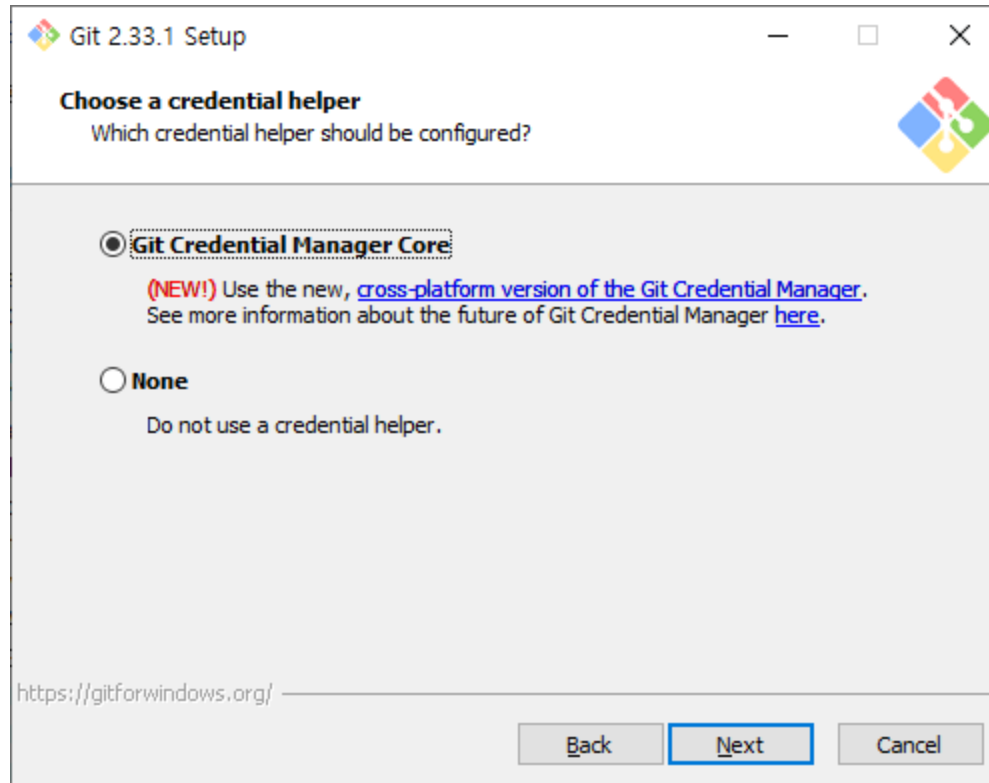 Git 2.33.1 Setup
Choose a credential helper
Which credential helper should be configured?
Git Credential Manager Core
(NEW!) Use the new, cross-platform version of the Git Credential Manager.
See more information about the future of Git Credential Manager here.
None
Do not use a credential helper.
https://gitforwindows.org/
Back Next Cancel